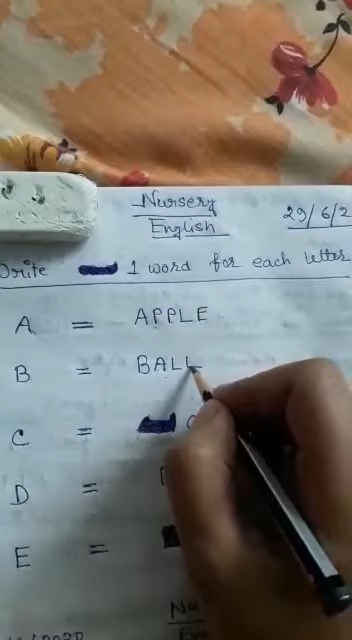 Nursery
English
29/6/2
Write 1 word for each letter
A = APPLE
B = BALL
C = C
D =
E =